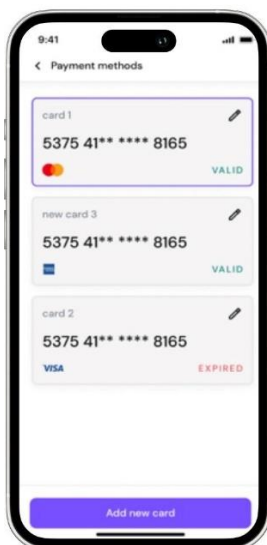 9:41
Payment methods
card 1
5375 41** **** 8165
VALID
new card 3
5375 41** **** 8165
VALID
card 2
5375 41** **** 8165
VISA EXPIRED
Add new card